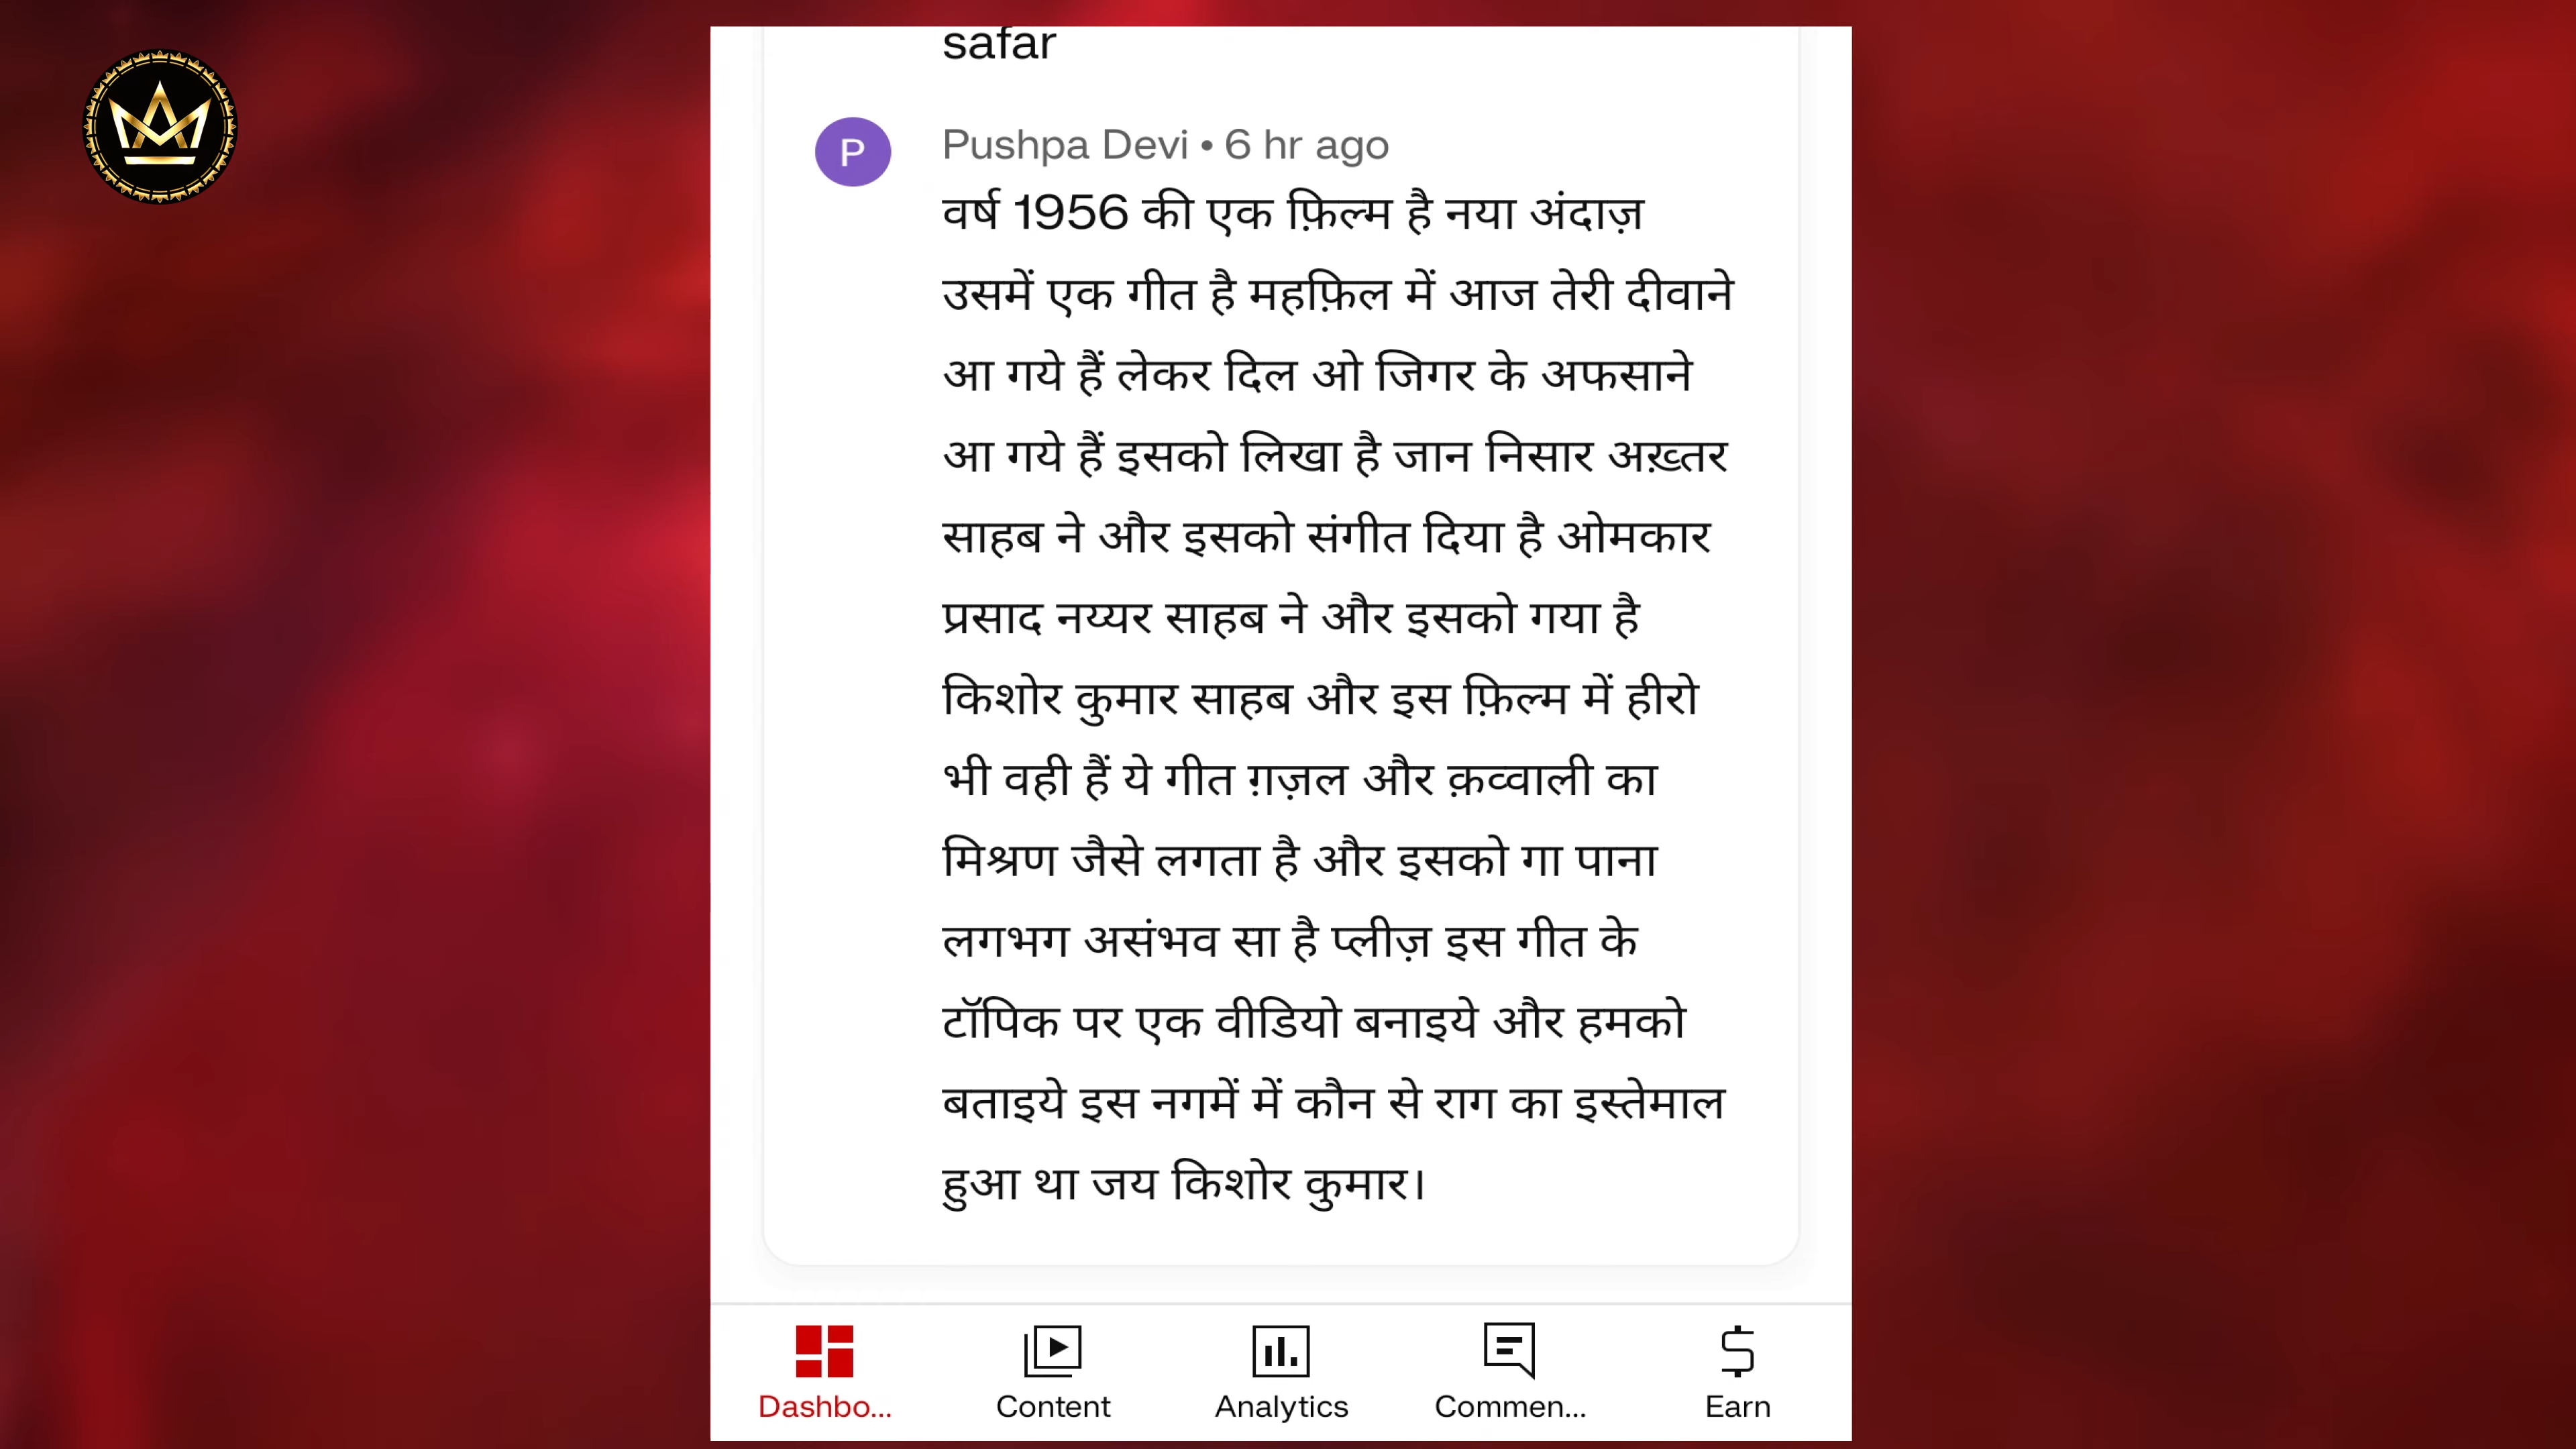 safar
P
Pushpa Devi • 6 hr ago
वर्ष 1956 की एक फ़िल्म है नया अंदाज़
उसमें एक गीत है महफ़िल में आज तेरी दीवाने
आ गये हैं लेकर दिल ओ जिगर के अफसाने
आ गये हैं इसको लिखा है जान निसार अख़्तर
साहब ने और इसको संगीत दिया है ओमकार
प्रसाद नय्यर साहब ने और इसको गया है
किशोर कुमार साहब और इस फ़िल्म में हीरो
भी वही हैं ये गीत ग़ज़ल और क़व्वाली का
मिश्रण जैसे लगता है और इसको गा पाना
लगभग असंभव सा है प्लीज़ इस गीत के
टॉपिक पर एक वीडियो बनाइये और हमको
बताइये इस नगमें में कौन से राग का इस्तेमाल
हुआ था जय किशोर कुमार।
Dashbo... Content Analytics Commen... Earn